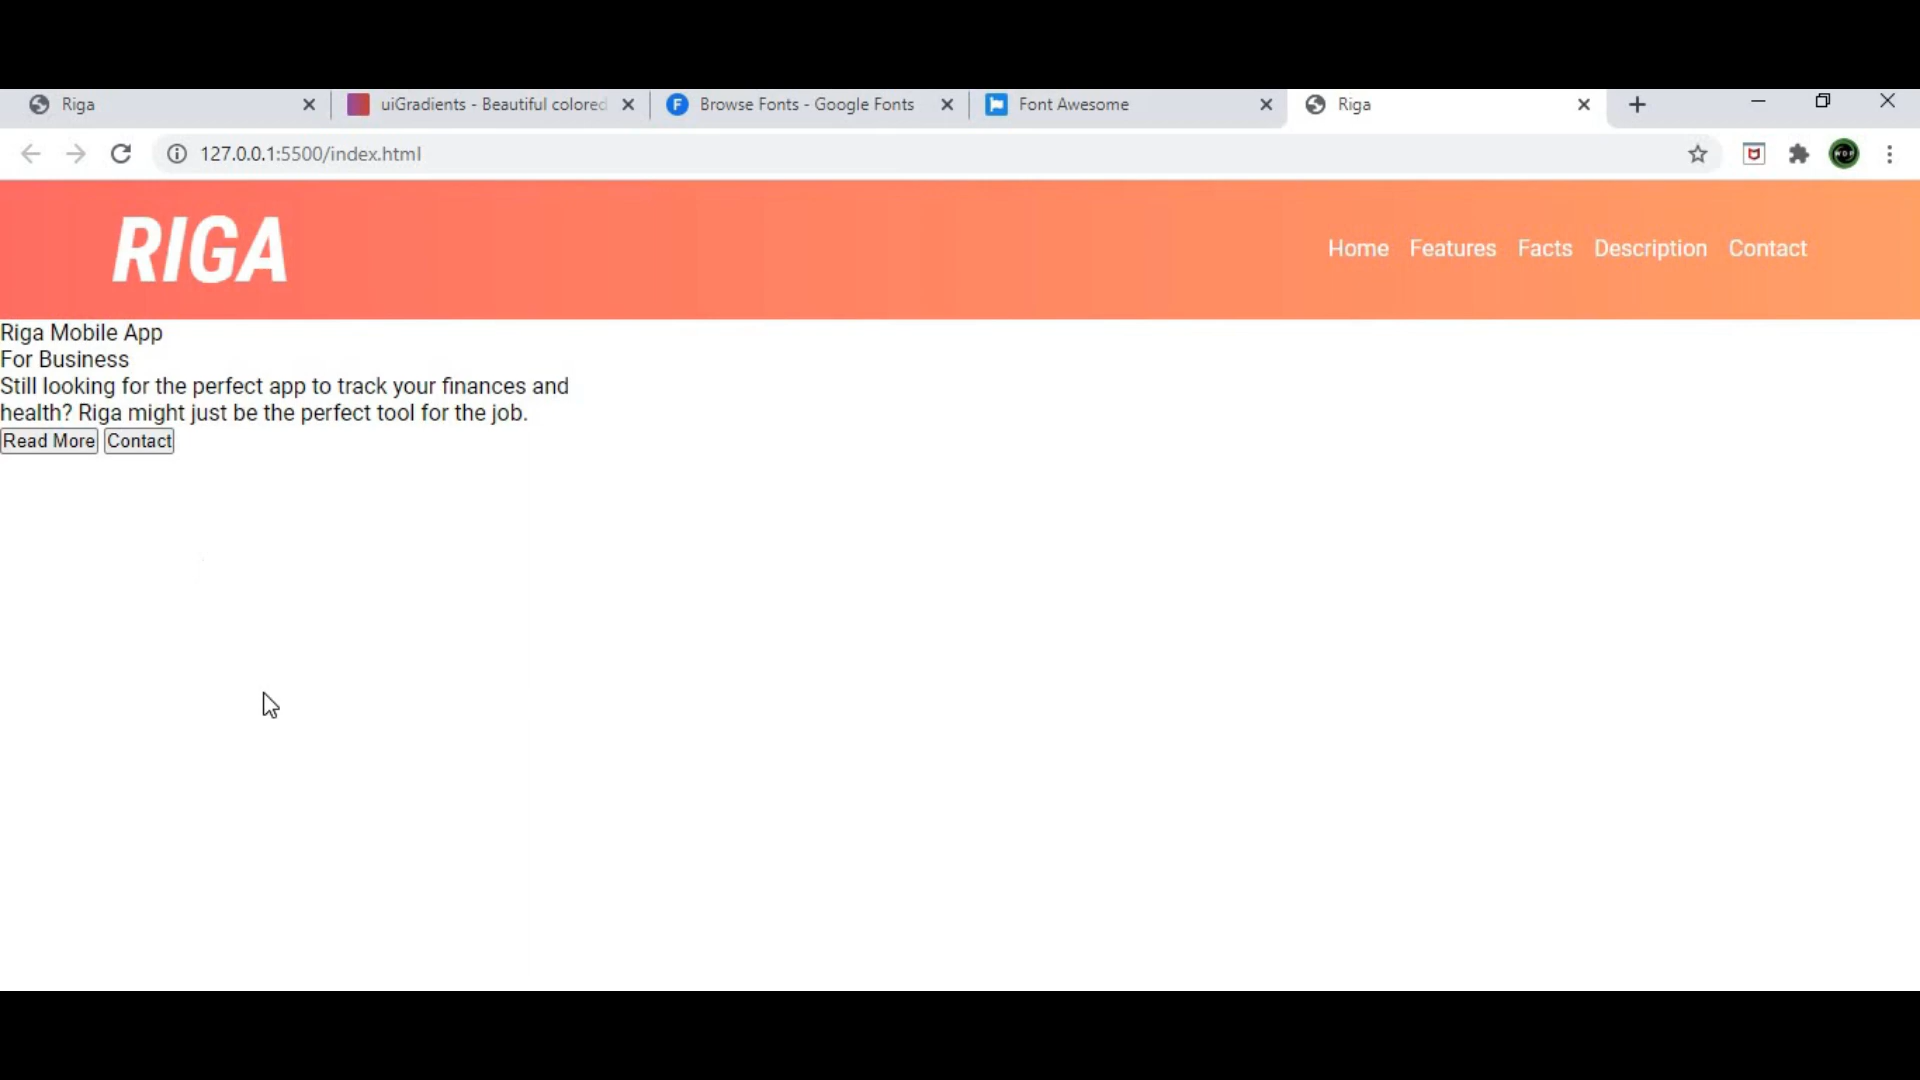 Riga
uiGradients - Beautiful colored
Browse Fonts - Google Fonts
Font Awesome
Riga
127.0.0.1:5500/index.html
RIGA
Home Features Facts Description Contact
Riga Mobile App
For Business
Still looking for the perfect app to track your finances and
health? Riga might just be the perfect tool for the job.
Read More Contact